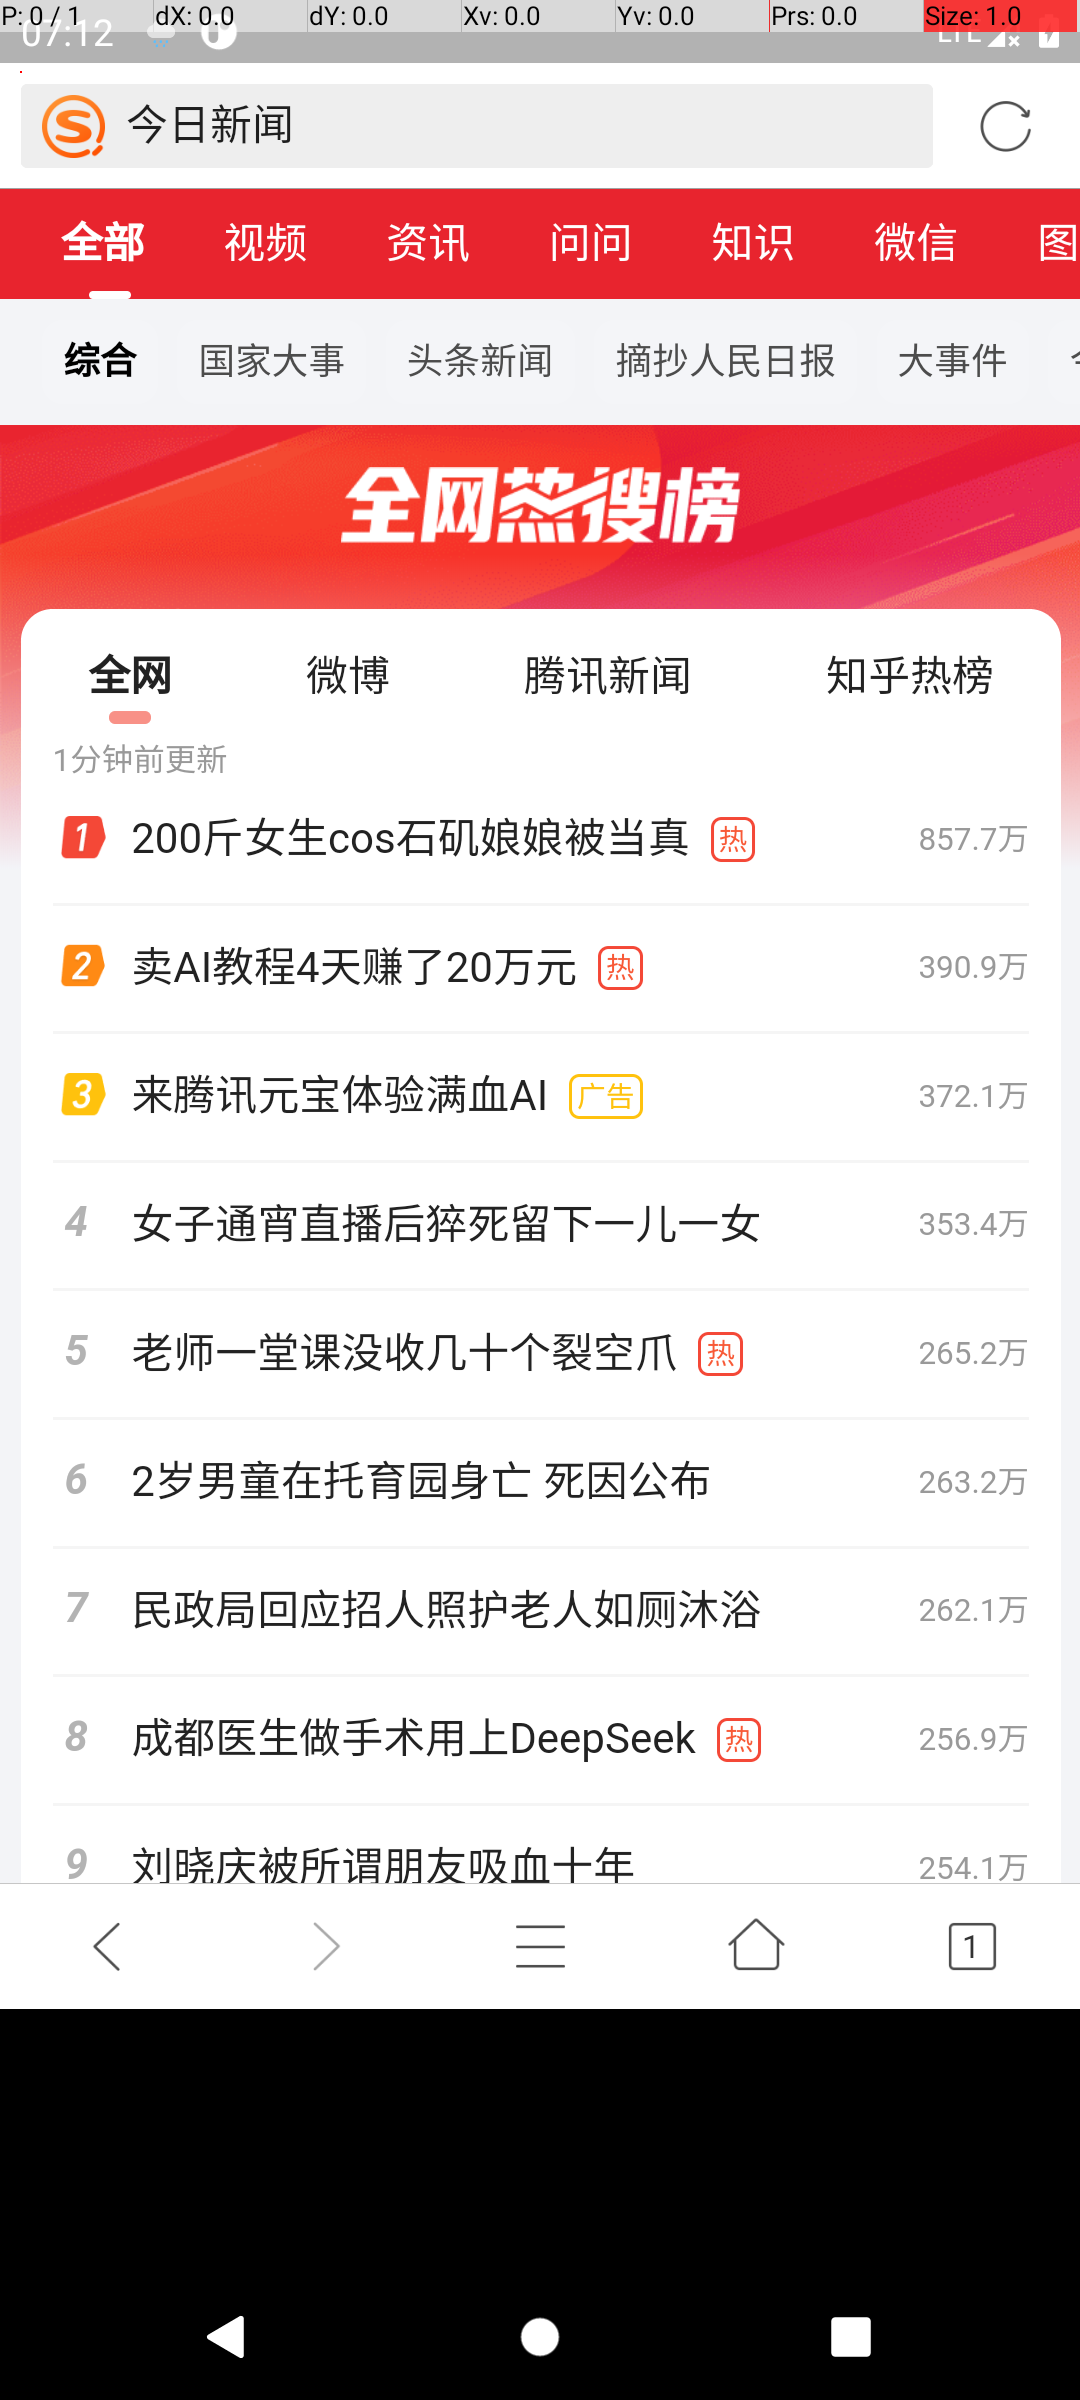 P: 0 / 1 dX: 0.0 dY: 0.0 Xv: 0.0 Yv: 0.0 Prs: 0.0 Size: 1.0
07:12 LTE
今日新闻
全部 视频 资讯 问问 知识 微信 图
综合 国家大事 头条新闻 摘抄人民日报 大事件
全网热搜榜
全网 微博 腾讯新闻 知乎热榜
1分钟前更新
1 200斤女生cos石矶娘娘被当真 热 857.7万
2 卖AI教程4天赚了20万元 热 390.9万
3 来腾讯元宝体验满血AI 广告 372.1万
4 女子通宵直播后猝死留下一儿一女 353.4万
5 老师一堂课没收几十个裂空爪 热 265.2万
6 2岁男童在托育园身亡 死因公布 263.2万
7 民政局回应招人照护老人如厕沐浴 262.1万
8 成都医生做手术用上DeepSeek 热 256.9万
9 刘晓庆被所谓朋友吸血十年 254.1万
1